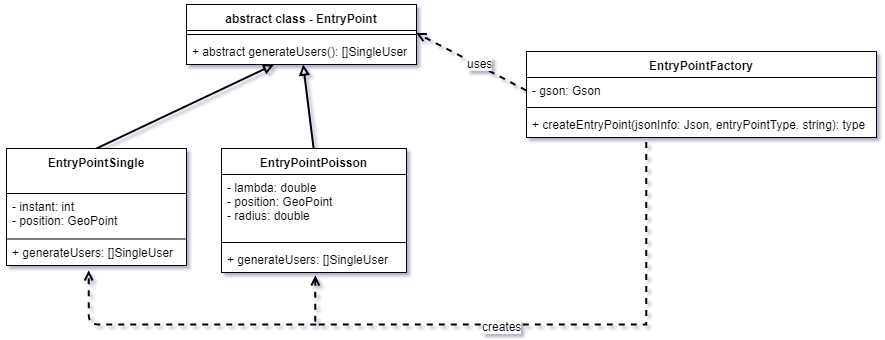 abstract class - EntryPoint
+ abstract generateUsers(): []SingleUser
uses
EntryPointFactory
- gson: Gson
+ createEntryPoint(jsonInfo: Json, entryPointType. string): type
EntryPointSingle
- instant: int
- position: GeoPoint
+ generateUsers: []SingleUser
EntryPointPoisson
- lambda: double
- position: GeoPoint
- radius: double
+ generateUsers: []SingleUser
creates